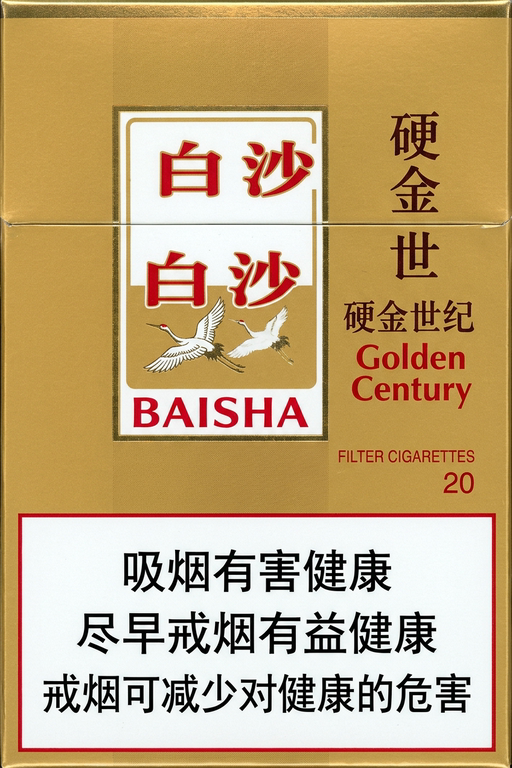 白沙
硬金世
白沙
硬金世纪
Golden
Century
BAISHA
FILTER CIGARETTES
20
吸烟有害健康
尽早戒烟有益健康
戒烟可减少对健康的危害